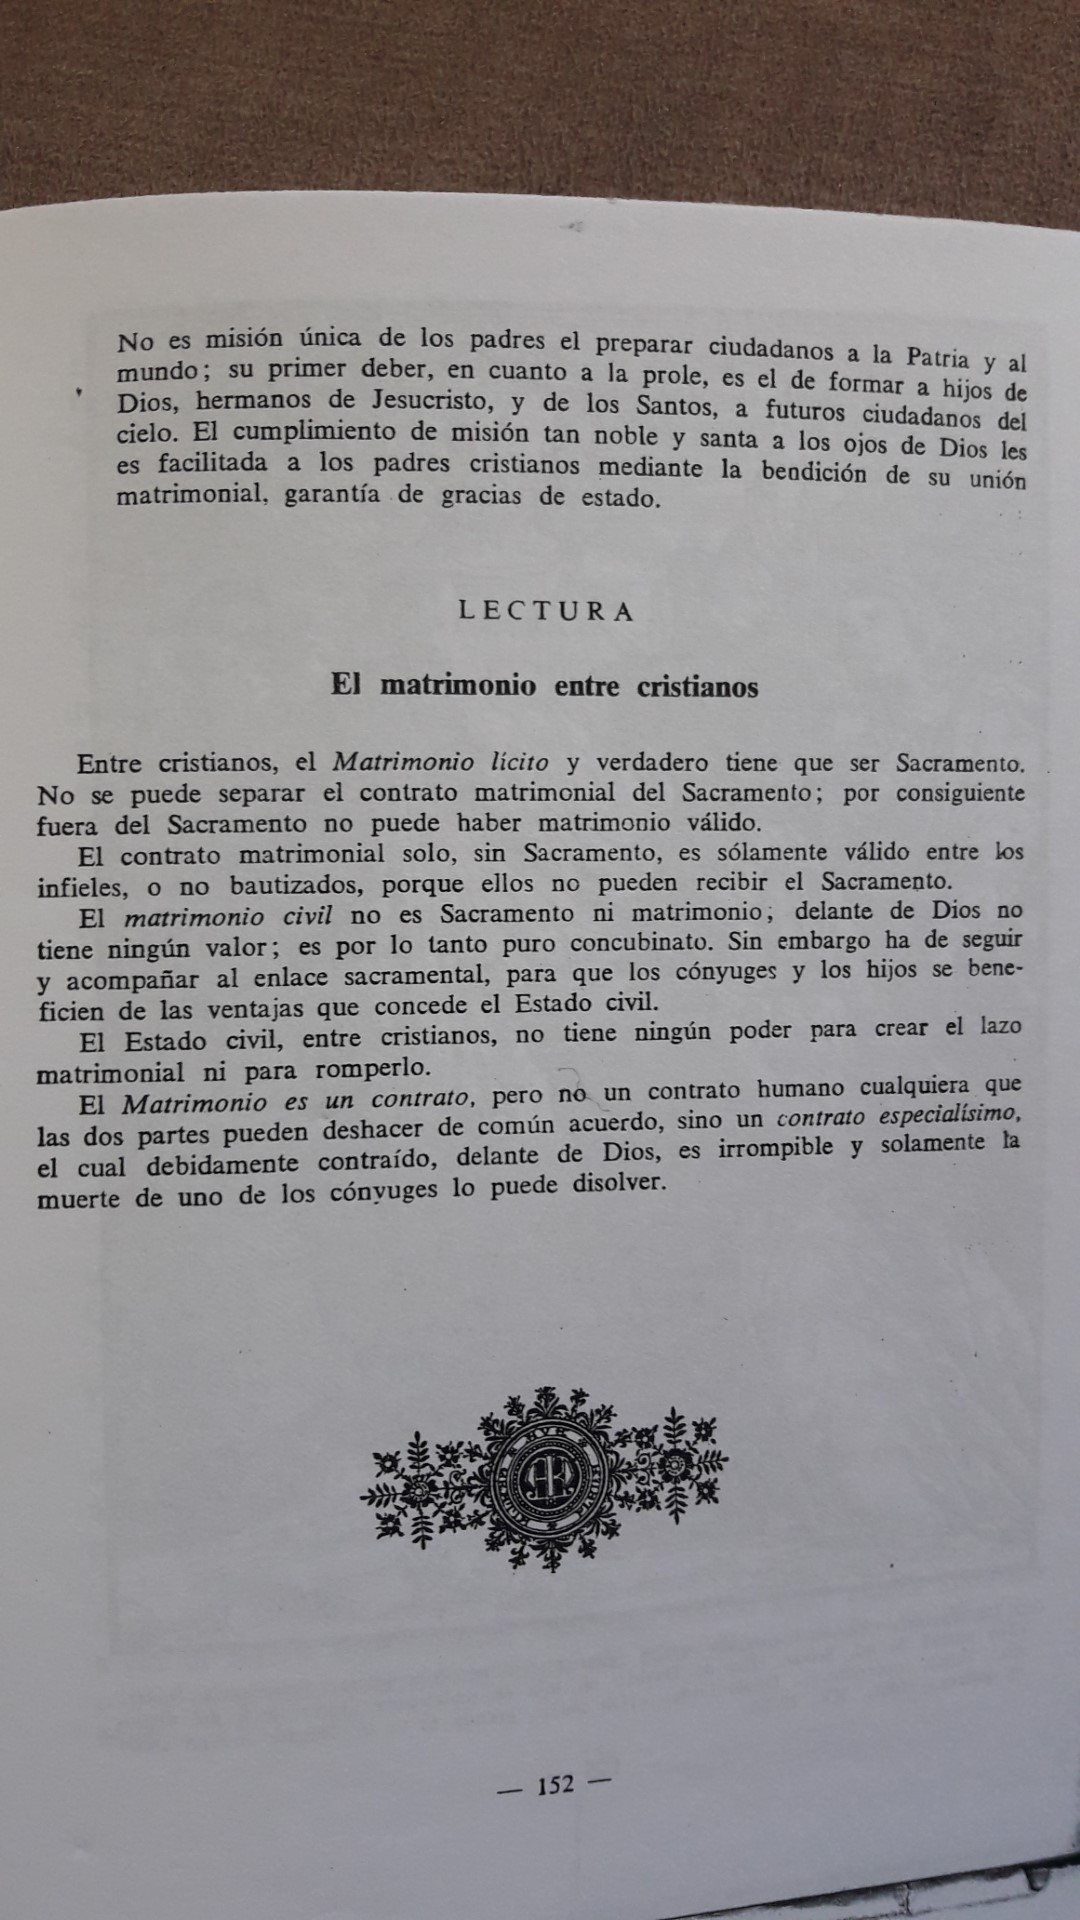 No es misión única de los padres el preparar ciudadanos a la Patria y al
mundo; su primer deber, en cuanto a la prole, es el de formar a hijos de
Dios, hermanos de Jesucristo, y de los Santos, a futuros ciudadanos del
cielo. El cumplimiento de misión tan noble y santa a los ojos de Dios les
es facilitada a los padres cristianos mediante la bendición de su unión
matrimonial, garantía de gracias de estado.
LECTURA
El matrimonio entre cristianos
Entre cristianos, el Matrimonio lícito y verdadero tiene que ser Sacramento.
No se puede separar el contrato matrimonial del Sacramento; por consiguiente
fuera del Sacramento no puede haber matrimonio válido.
El contrato matrimonial solo, sin Sacramento, es sólamente válido entre los
infieles, o no bautizados, porque ellos no pueden recibir el Sacramento.
El matrimonio civil no es Sacramento ni matrimonio; delante de Dios no
tiene ningún valor; es por lo tanto puro concubinato. Sin embargo ha de seguir
y acompañar al enlace sacramental, para que los cónyuges y los hijos se bene-
ficien de las ventajas que concede el Estado civil.
El Estado civil, entre cristianos, no tiene ningún poder para crear el lazo
matrimonial ni para romperlo.
El Matrimonio es un contrato, pero no un contrato humano cualquiera que
las dos partes pueden deshacer de común acuerdo, sino un contrato especialísimo,
el cual debidamente contraído, delante de Dios, es irrompible y solamente la
muerte de uno de los cónyuges lo puede disolver.
— 152 —